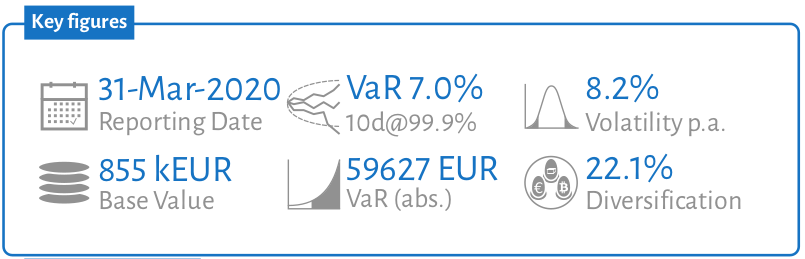 Key figures
31-Mar-2020
Reporting Date
VaR 7.0%
10d@99.9%
8.2%
Volatility p.a.
855 kEUR
Base Value
59627 EUR
VaR (abs.)
22.1%
Diversification